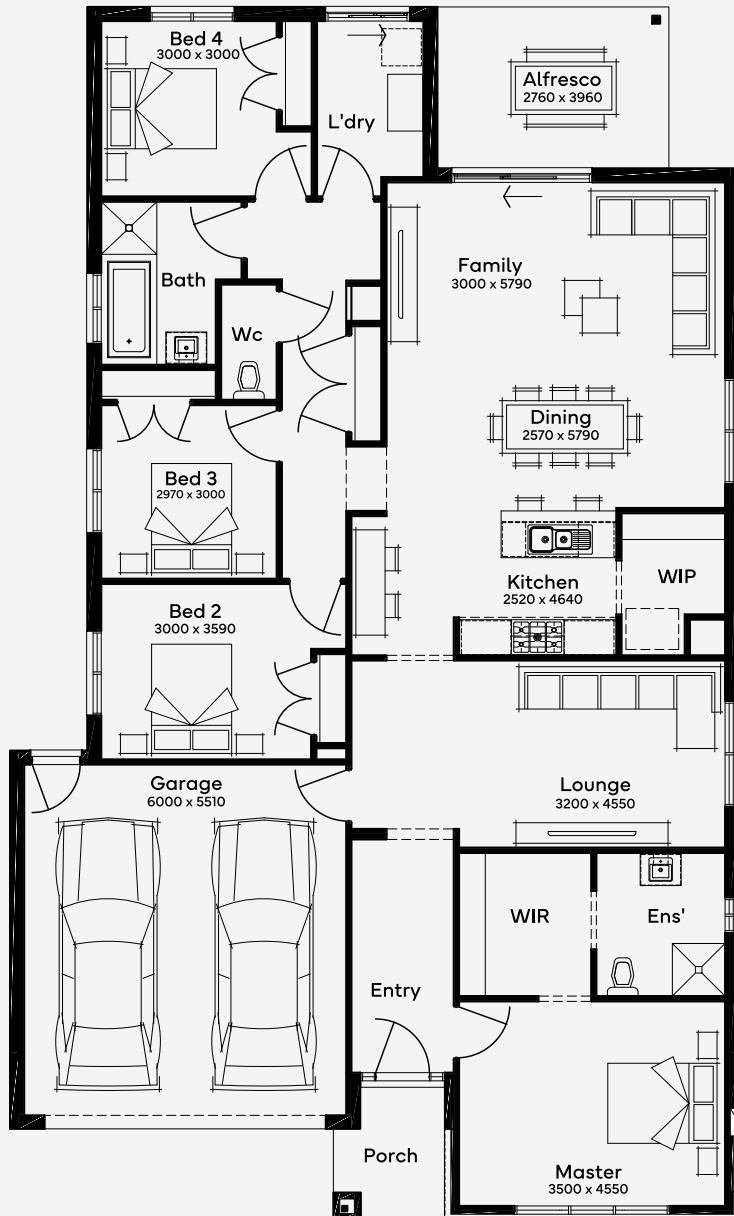 Bed 4
3000 x 3000
L'dry
Alfresco
2760 x 3960
Bath
Wc
Family
3000 x 5790
Dining
2570 x 5790
Bed 3
2970 x 3000
Kitchen
2520 x 4640
WIP
Bed 2
3000 x 3590
Garage
6000 x 5510
Lounge
3200 x 4550
WIR
Ens'
Entry
Porch
Master
3500 x 4550